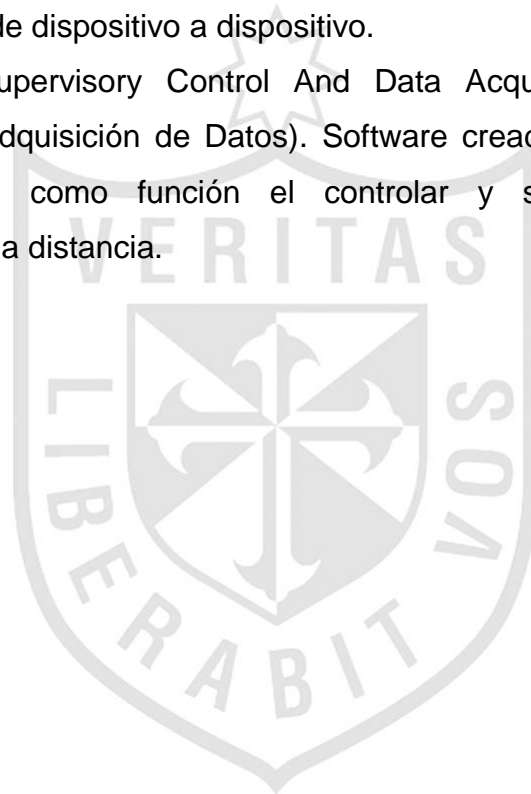 de dispositivo a dispositivo.
upervisory Control And Data Acqu
dquisición de Datos). Software creac
como función el controlar y s
a distancia.
VERITAS
LIBERABIT
VOS